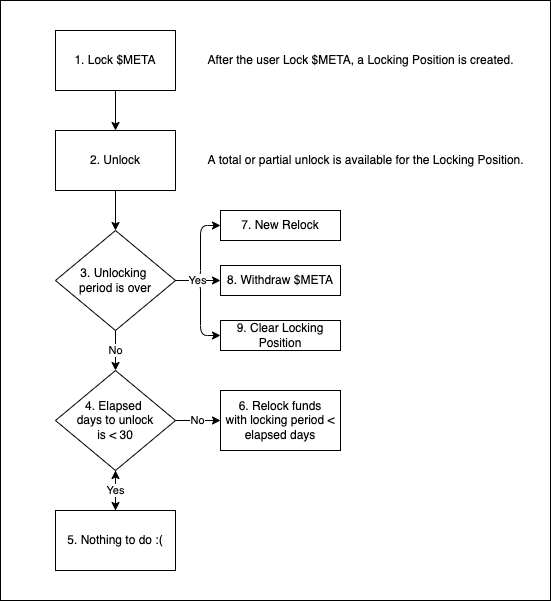 1. Lock $META
After the user Lock $META, a Locking Position is created.
2. Unlock
A total or partial unlock is available for the Locking Position.
7. New Relock
3. Unlocking
period is over
Yes
8. Withdraw $META
9. Clear Locking
Position
No
4. Elapsed
days to unlock
is < 30
No
6. Relock funds
with locking period <
elapsed days
Yes
5. Nothing to do :(